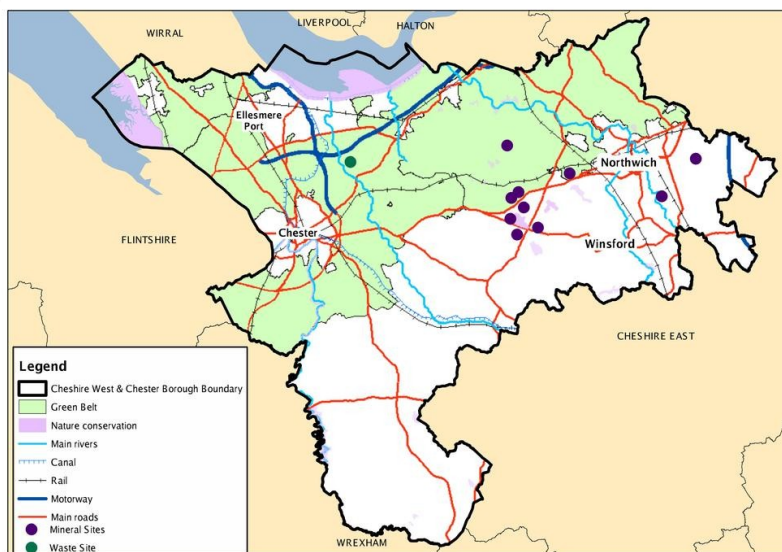 LIVERPOOL
HALTON
WIRRAL
Ellesmere
Port
Northwich
Chester
FLINTSHIRE
Winsford
CHESHIRE EAST
Legend
Cheshire West & Chester Borough Boundary
Green Belt
Nature conservation
Main rivers
Canal
Rail
Motorway
Main roads
Mineral Sites
Waste Site
WREXHAM